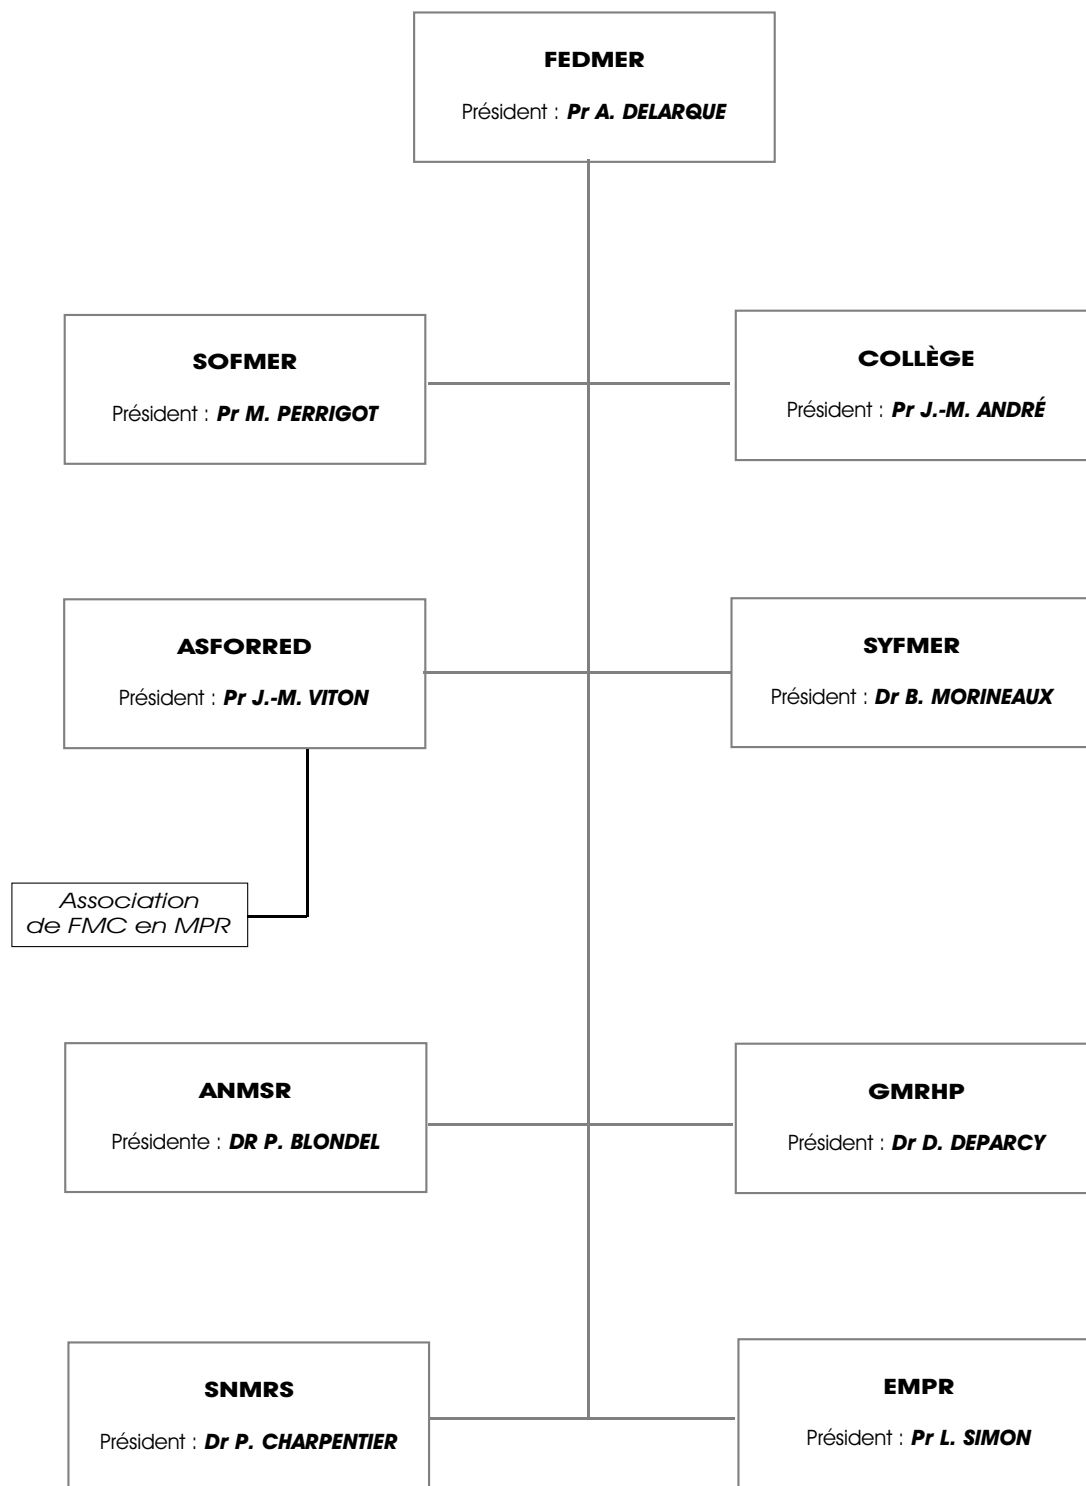 FEDMER
Président : Pr A. DELARQUE
SOFMER
Président : Pr M. PERRIGOT
COLLÈGE
Président : Pr J.-M. ANDRÉ
ASFORRED
Président : Pr J.-M. VITON
SYFMER
Président : Dr B. MORINEAUX
Association
de FMC en MPR
ANMSR
Présidente : DR P. BLONDEL
GMRHP
Président : Dr D. DEPARCY
SNMRS
Président : Dr P. CHARPENTIER
EMPR
Président : Pr L. SIMON